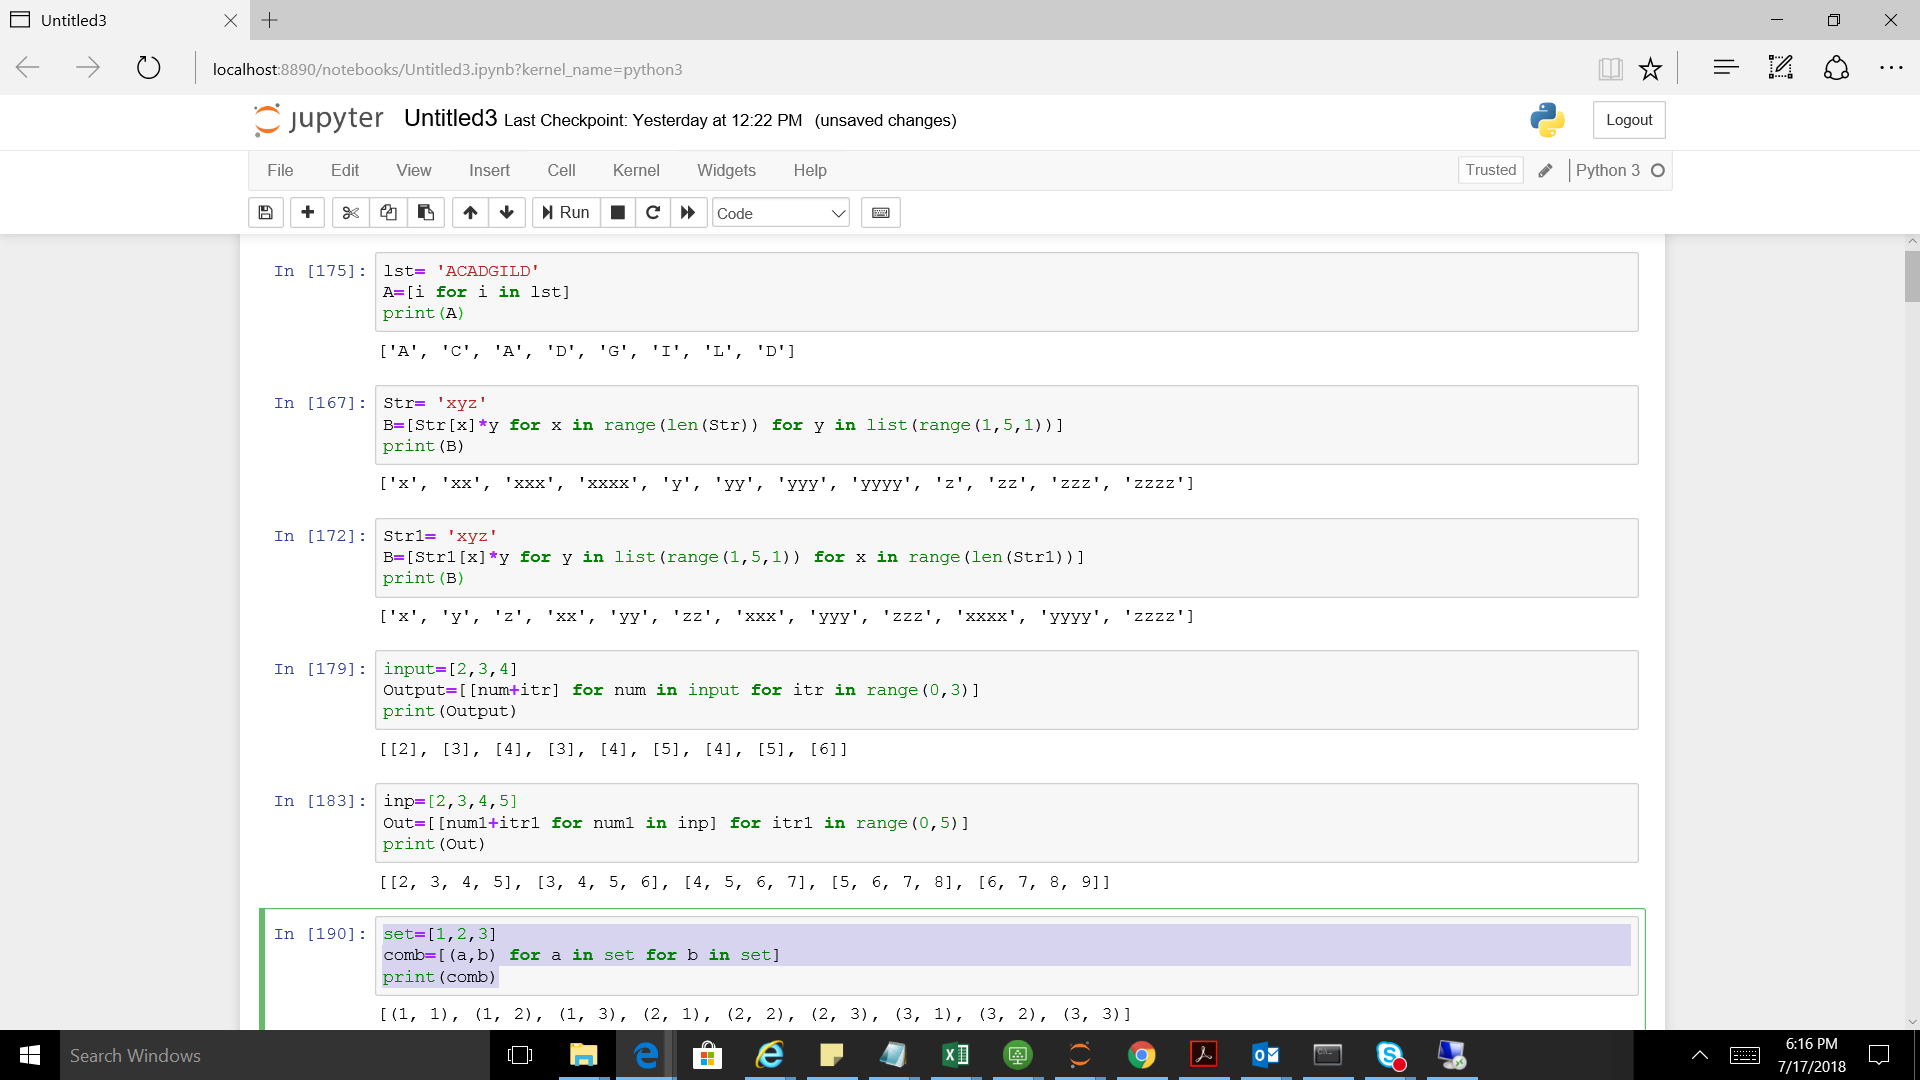 Untitled3
localhost:8890/notebooks/Untitled3.ipynb?kernel_name=python3
jupyter Untitled3 Last Checkpoint: Yesterday at 12:22 PM (unsaved changes) Logout
File Edit View Insert Cell Kernel Widgets Help Trusted Python 3
Run Code
In [175]: lst= 'ACADGILD'
A=[i for i in lst]
print(A)
['A', 'C', 'A', 'D', 'G', 'I', 'L', 'D']
In [167]: Str= 'xyz'
B=[Str[x]*y for x in range(len(Str)) for y in list(range(1,5,1))]
print(B)
['x', 'xx', 'xxx', 'xxxx', 'y', 'yy', 'yyy', 'yyyy', 'z', 'zz', 'zzz', 'zzzz']
In [172]: Str1= 'xyz'
B=[Str1[x]*y for y in list(range(1,5,1)) for x in range(len(Str1))]
print(B)
['x', 'y', 'z', 'xx', 'yy', 'zz', 'xxx', 'yyy', 'zzz', 'xxxx', 'yyyy', 'zzzz']
In [179]: input=[2,3,4]
Output=[[num+itr] for num in input for itr in range(0,3)]
print(Output)
[[2], [3], [4], [3], [4], [5], [4], [5], [6]]
In [183]: inp=[2,3,4,5]
Out=[[num1+itr1 for num1 in inp] for itr1 in range(0,5)]
print(Out)
[[2, 3, 4, 5], [3, 4, 5, 6], [4, 5, 6, 7], [5, 6, 7, 8], [6, 7, 8, 9]]
In [190]: set=[1,2,3]
comb=[(a,b) for a in set for b in set]
print(comb)
[(1, 1), (1, 2), (1, 3), (2, 1), (2, 2), (2, 3), (3, 1), (3, 2), (3, 3)]
Search Windows
6:16 PM
7/17/2018